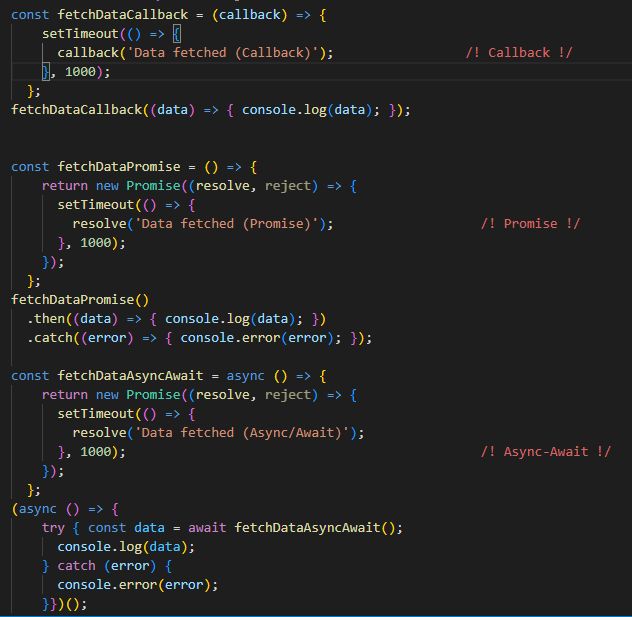 const fetchDataCallback = (callback) => {
    setTimeout(() => {
      callback('Data fetched (Callback)');                 /! Callback !/
    }, 1000);
  };
fetchDataCallback((data) => { console.log(data); });
const fetchDataPromise = () => {
    return new Promise((resolve, reject) => {
      setTimeout(() => {
        resolve('Data fetched (Promise)');                   /! Promise !/
      }, 1000);
    });
  };
fetchDataPromise()
  .then((data) => { console.log(data); })
  .catch((error) => { console.error(error); });
const fetchDataAsyncAwait = async () => {
    return new Promise((resolve, reject) => {
      setTimeout(() => {
        resolve('Data fetched (Async/Await)');
      }, 1000);                                              /! Async-Await !/
    });
  };
(async () => {
    try { const data = await fetchDataAsyncAwait();
      console.log(data);
    } catch (error) {
      console.error(error);
    }})();